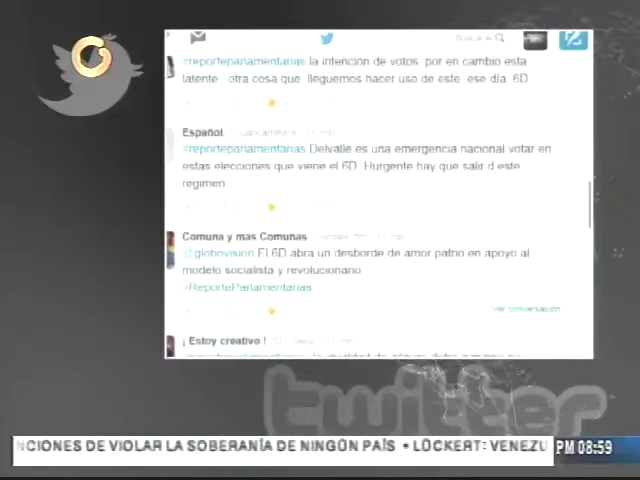 #reporteparlamentarias la intención de votos por en cambio esta
latente otra cosa que lleguemos hacer uso de este ese día 6D
Español
#reporteparlamentarias Delvalle es una emergencia nacional votar en
estas elecciones que viene el 6D. Hurgente hay que salir d este
regimen
Comuna y mas Comunas
@globovision El 6D abra un desborde de amor patrio en apoyo al
modelo socialista y revolucionario
#ReporteParlamentarias
Ver conversación
¡ Estoy creativo !
twitter
NCIONES DE VIOLAR LA SOBERANÍA DE NINGÚN PAÍS * LÜCKERT: VENEZU
PM 08:59